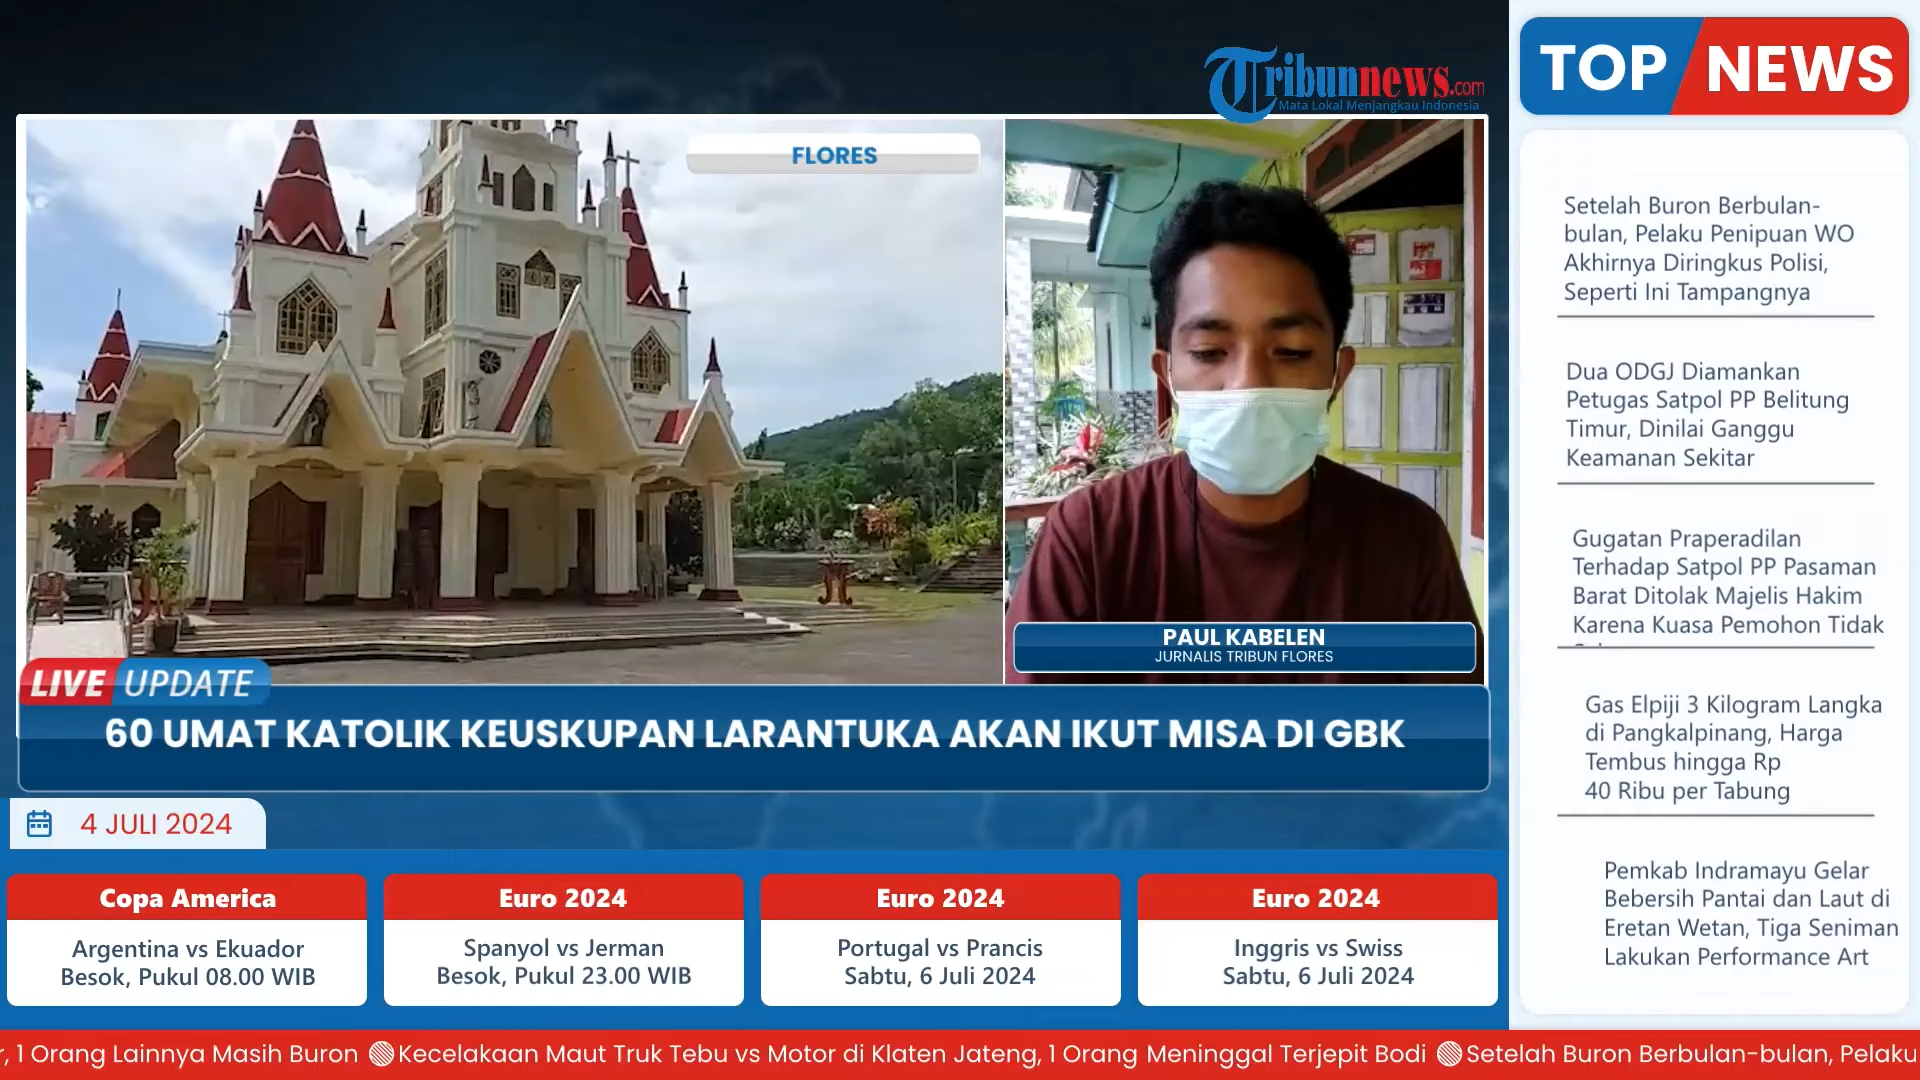 Tribunnews.com
Mata Lokal Menjangkau Indonesia
FLORES
PAUL KABELEN
JURNALIS TRIBUN FLORES
LIVE UPDATE
60 UMAT KATOLIK KEUSKUPAN LARANTUKA AKAN IKUT MISA DI GBK
4 JULI 2024
Copa America
Argentina vs Ekuador
Besok, Pukul 08.00 WIB
Euro 2024
Spanyol vs Jerman
Besok, Pukul 23.00 WIB
Euro 2024
Portugal vs Prancis
Sabtu, 6 Juli 2024
Euro 2024
Inggris vs Swiss
Sabtu, 6 Juli 2024
TOP NEWS
Setelah Buron Berbulan-
bulan, Pelaku Penipuan WO
Akhirnya Diringkus Polisi,
Seperti Ini Tampangnya
Dua ODGJ Diamankan
Petugas Satpol PP Belitung
Timur, Dinilai Ganggu
Keamanan Sekitar
Gugatan Praperadilan
Terhadap Satpol PP Pasaman
Barat Ditolak Majelis Hakim
Karena Kuasa Pemohon Tidak
Gas Elpiji 3 Kilogram Langka
di Pangkalpinang, Harga
Tembus hingga Rp
40 Ribu per Tabung
Pemkab Indramayu Gelar
Bebersih Pantai dan Laut di
Eretan Wetan, Tiga Seniman
Lakukan Performance Art
, 1 Orang Lainnya Masih Buron Kecelakaan Maut Truk Tebu vs Motor di Klaten Jateng, 1 Orang Meninggal Terjepit Bodi Setelah Buron Berbulan-bulan, Pelaku